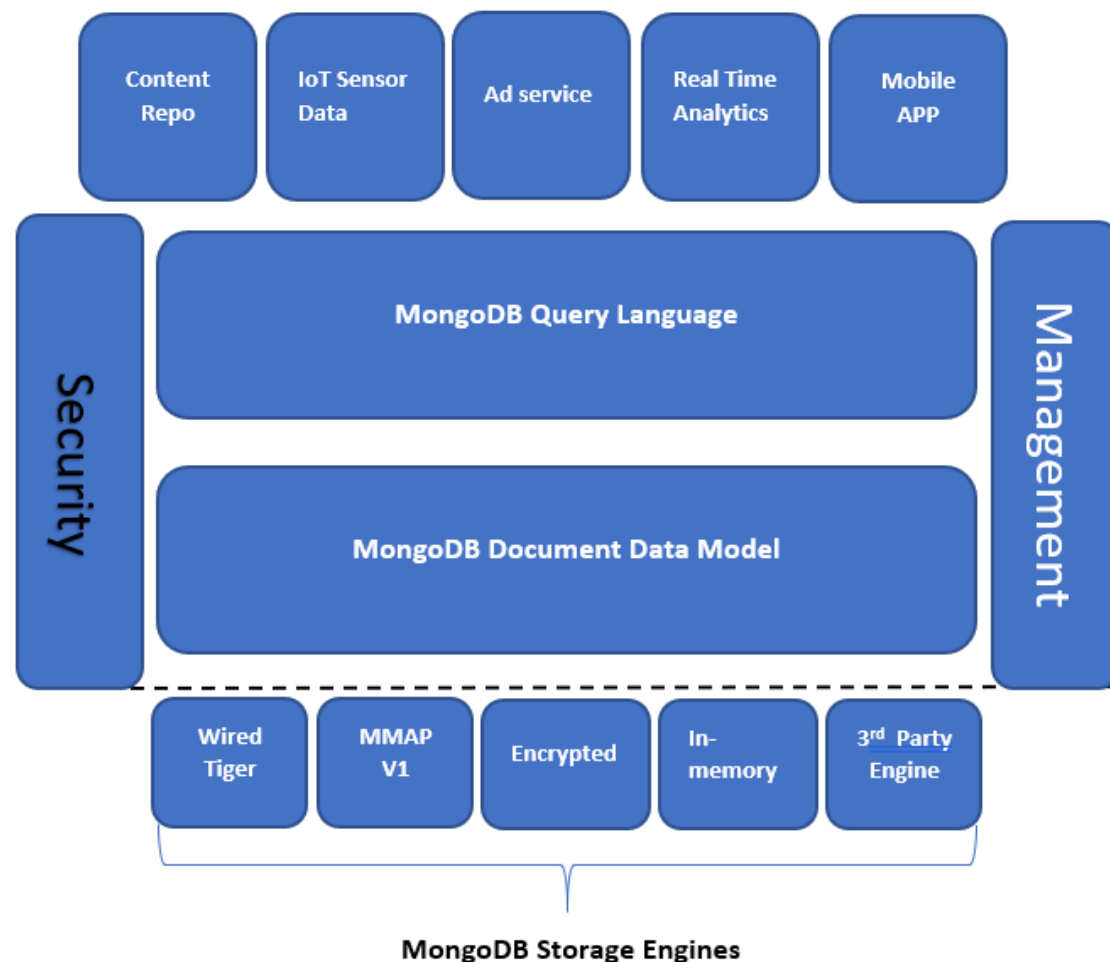 Content
Repo
IoT Sensor
Data
Ad service
Real Time
Analytics
Mobile
APP
Security
MongoDB Query Language
Management
MongoDB Document Data Model
Wired
Tiger
MMAP
V1
Encrypted
In-
memory
3rd Party
Engine
MongoDB Storage Engines